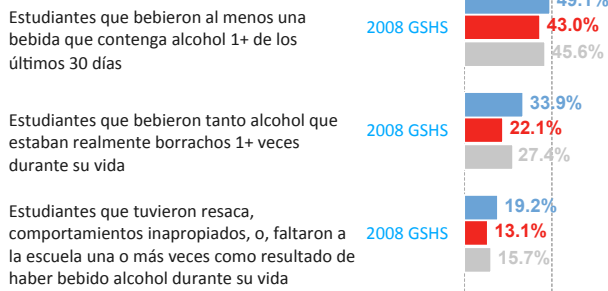 49.1%
Estudiantes que bebieron al menos una
bebida que contenga alcohol 1+ de los
últimos 30 días
2008 GSHS
43.0%
45.6%
Estudiantes que bebieron tanto alcohol que
estaban realmente borrachos 1+ veces
durante su vida
2008 GSHS
33.9%
22.1%
27.4%
Estudiantes que tuvieron resaca,
comportamientos inapropiados, o, faltaron a
la escuela una o más veces como resultado de
haber bebido alcohol durante su vida
2008 GSHS
19.2%
13.1%
15.7%